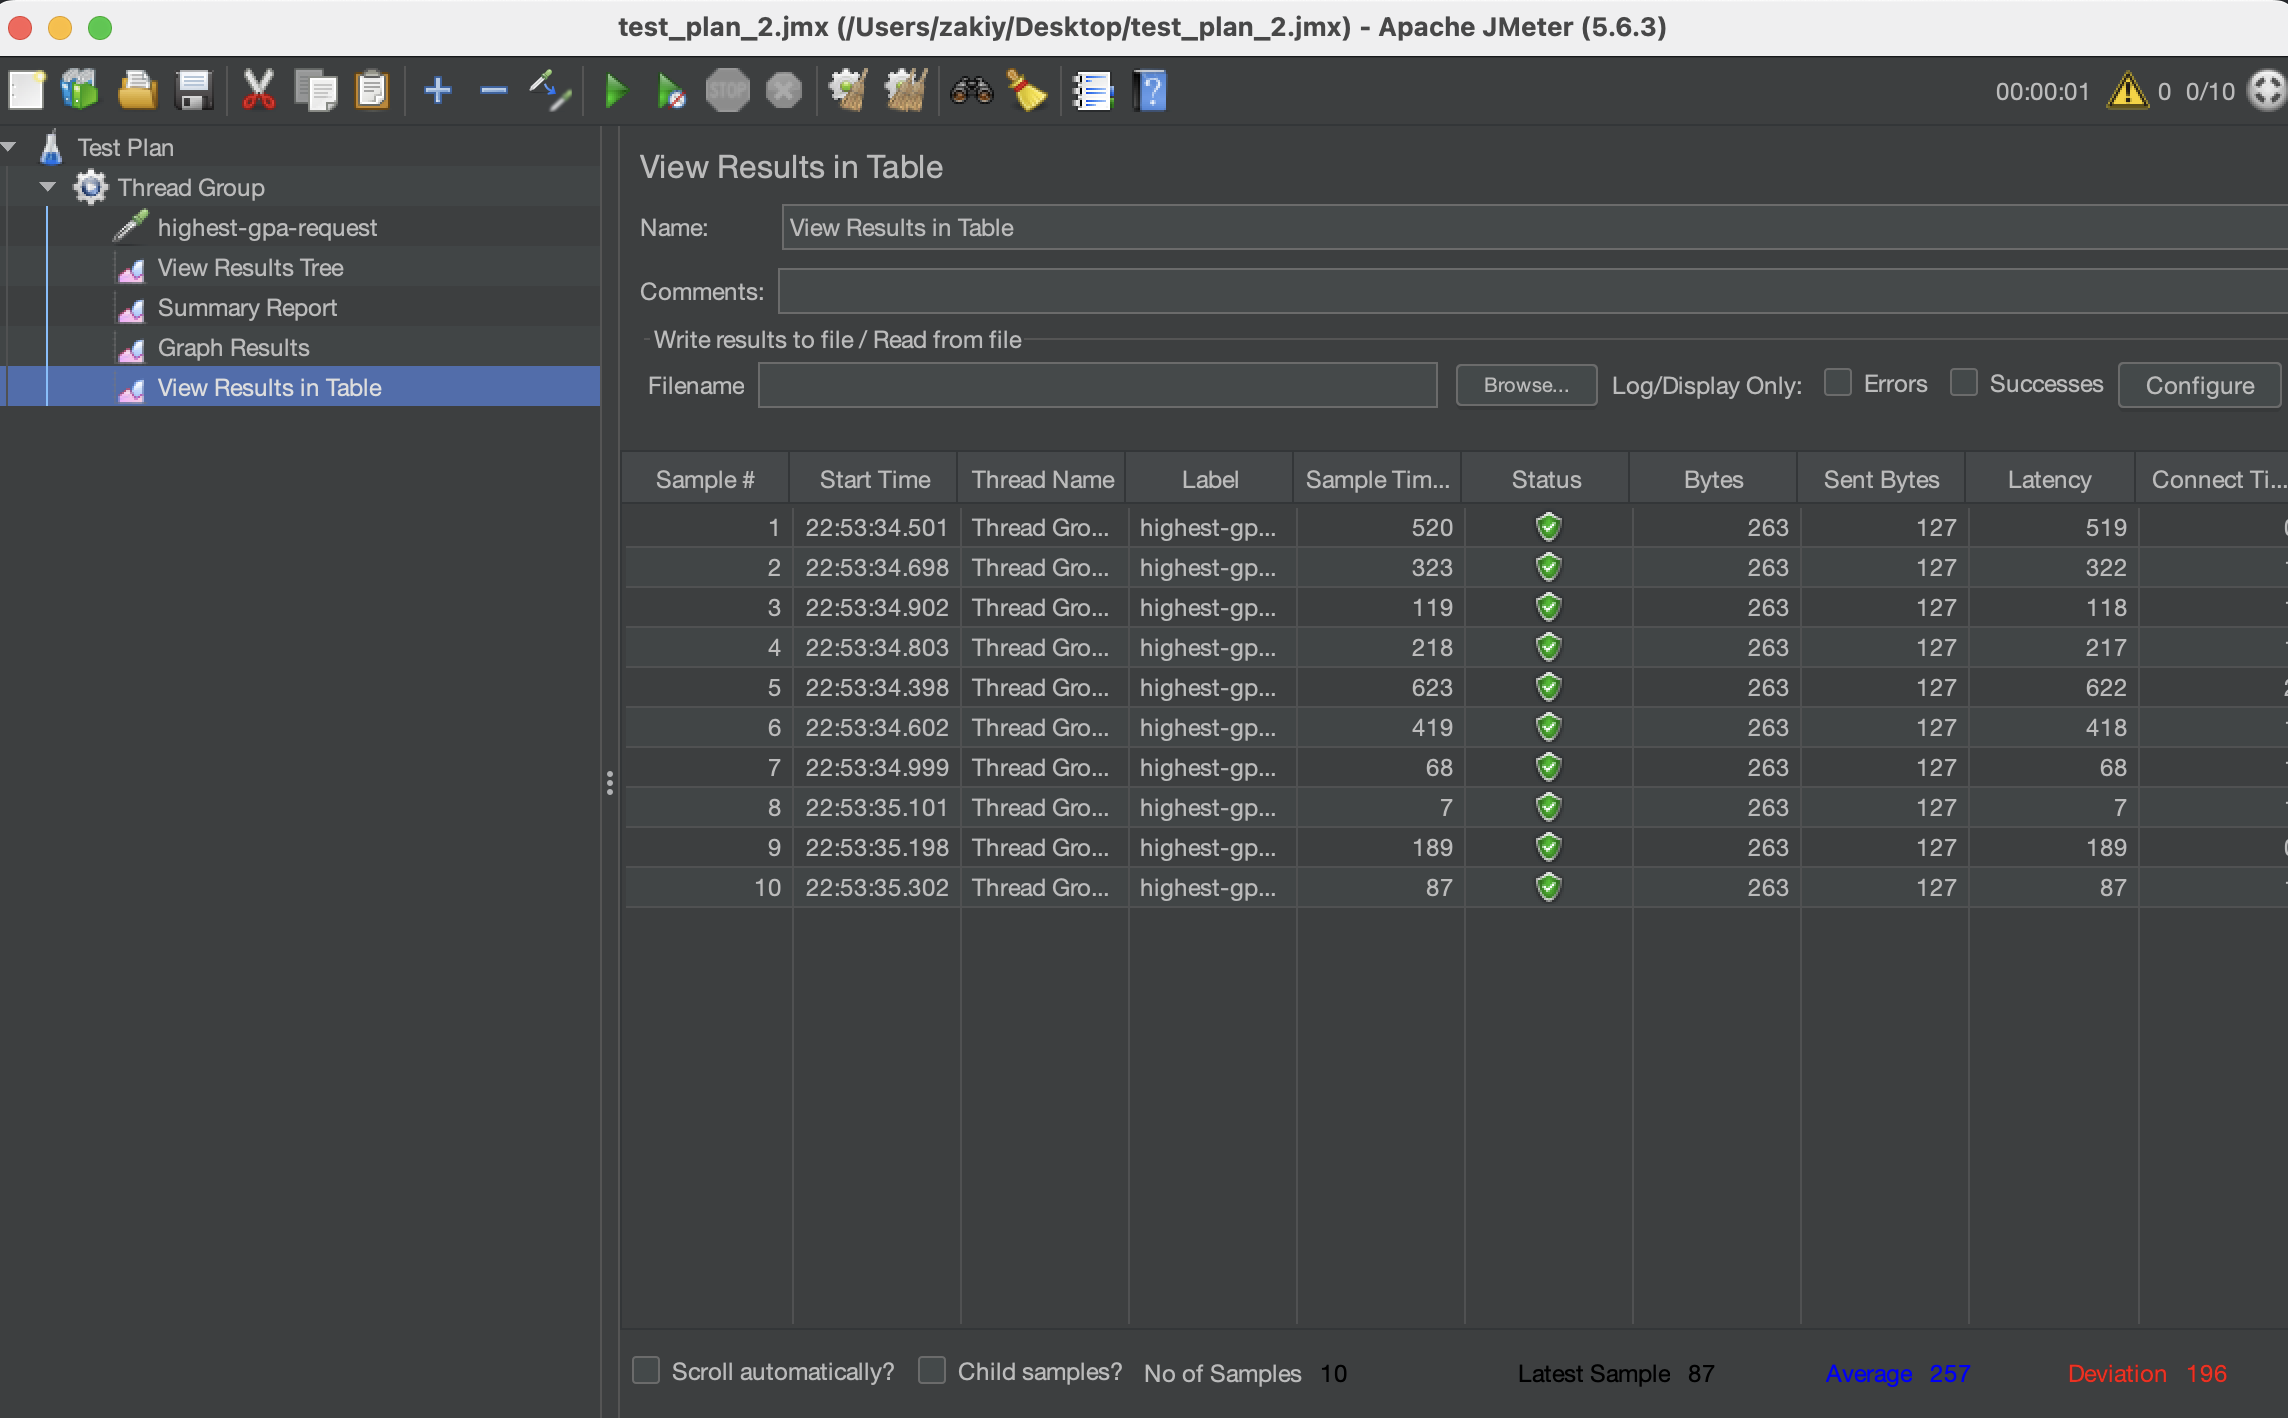 test_plan_2.jmx (/Users/zakiy/Desktop/test_plan_2.jmx) - Apache JMeter (5.6.3)
STOP
00:00:01 0 0/10
Test Plan
Thread Group
highest-gpa-request
View Results Tree
Summary Report
Graph Results
View Results in Table
View Results in Table
Name: View Results in Table
Comments:
Write results to file / Read from file
Filename Browse... Log/Display Only: Errors Successes Configure
Sample # Start Time Thread Name Label Sample Tim... Status Bytes Sent Bytes Latency Connect Ti...
1 22:53:34.501 Thread Gro... highest-gp... 520 263 127 519
2 22:53:34.698 Thread Gro... highest-gp... 323 263 127 322
3 22:53:34.902 Thread Gro... highest-gp... 119 263 127 118
4 22:53:34.803 Thread Gro... highest-gp... 218 263 127 217
5 22:53:34.398 Thread Gro... highest-gp... 623 263 127 622
6 22:53:34.602 Thread Gro... highest-gp... 419 263 127 418
7 22:53:34.999 Thread Gro... highest-gp... 68 263 127 68
8 22:53:35.101 Thread Gro... highest-gp... 7 263 127 7
9 22:53:35.198 Thread Gro... highest-gp... 189 263 127 189
10 22:53:35.302 Thread Gro... highest-gp... 87 263 127 87
Scroll automatically? Child samples? No of Samples 10 Latest Sample 87 Average 257 Deviation 196